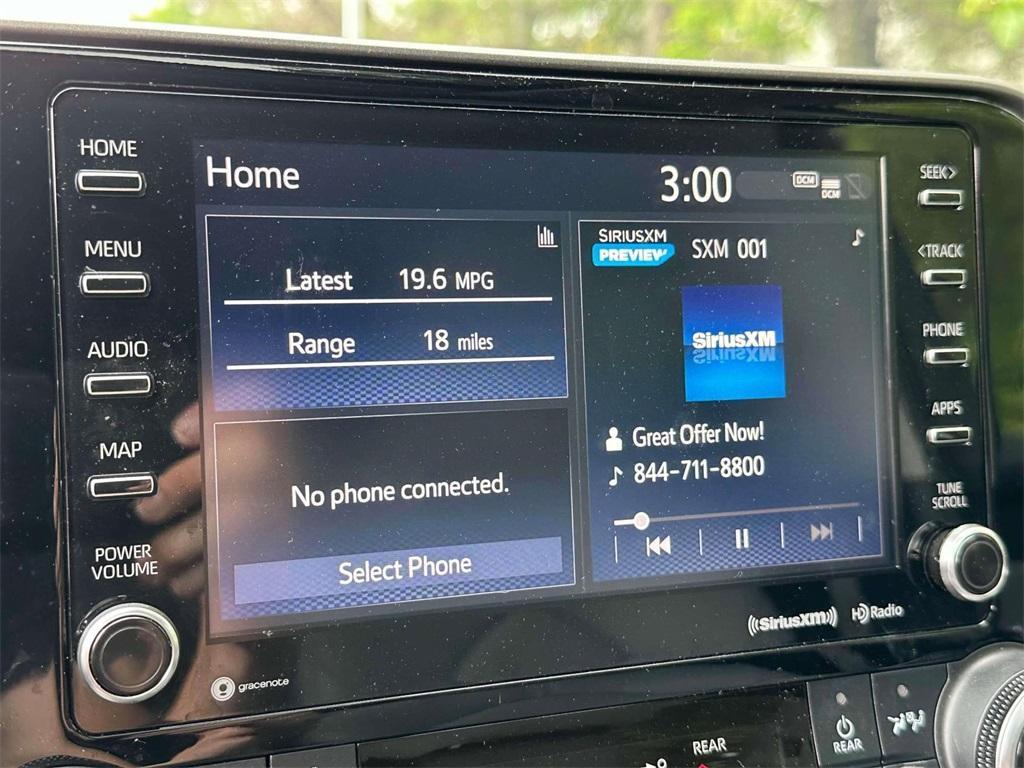 HOME
MENU
AUDIO
MAP
POWER
VOLUME
Home
3:00
DCM
DCM
Latest 19.6 MPG
Range 18 miles
No phone connected.
Select Phone
SIRIUSXM
PREVIEW
SXM 001
SiriusXM
Great Offer Now!
844-711-8800
SEEK>
<TRACK
PHONE
APPS
TUNE
SCROLL
gracenote
((SiriusXM))
HD Radio
REAR
REAR